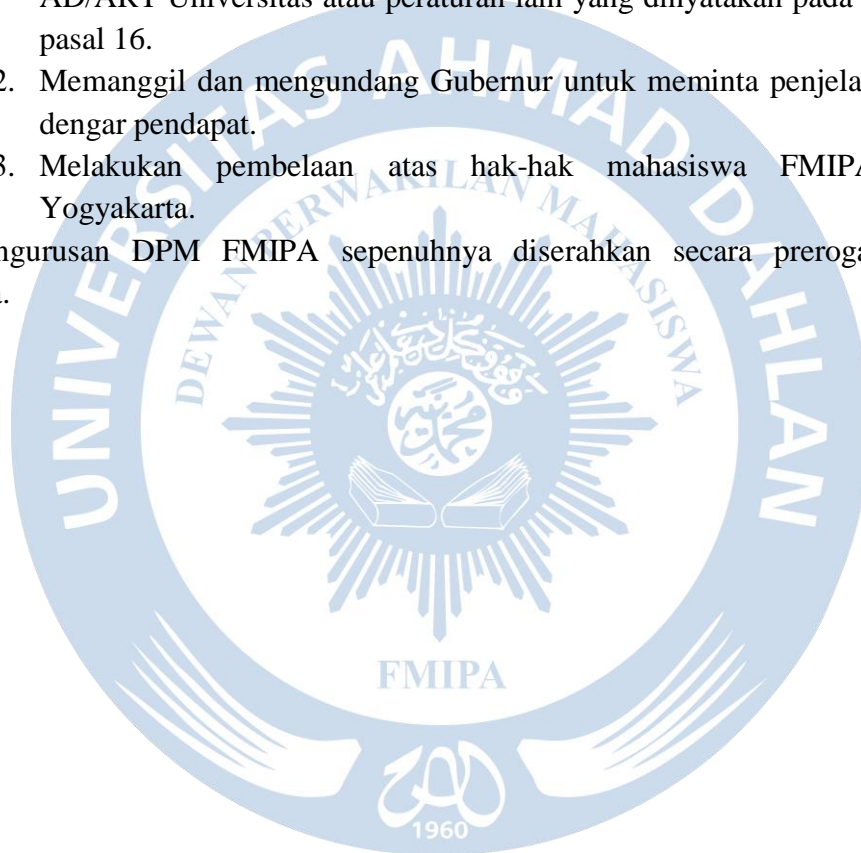 AD/ART Universitas atau peraturan lain yang dinyatakan pada
pasal 16.
2. Memanggil dan mengundang Gubernur untuk meminta penjela
dengar pendapat.
3. Melakukan pembelaan atas hak-hak mahasiswa FMIPA
Yogyakarta.
ngurusan DPM FMIPA sepenuhnya diserahkan secara preroga
UNIVERSITAS AHMAD DAHLAN
DEWAN PERWAKILAN MAHASISWA
محمد
FMIPA
1960